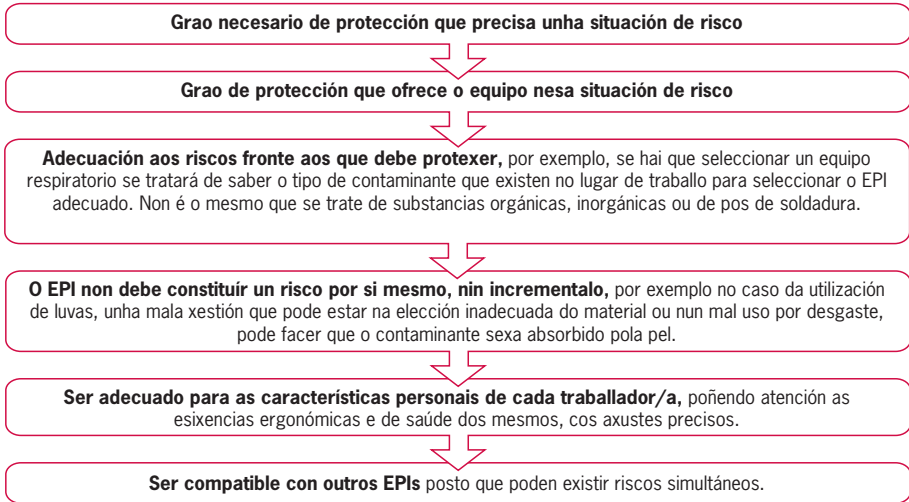 Grao necesario de protección que precisa unha situación de risco
Grao de protección que ofrece o equipo nesa situación de risco
Adecuación aos riscos fronte aos que debe protexer, por exemplo, se hai que seleccionar un equipo
respiratorio se tratará de saber o tipo de contaminante que existen no lugar de traballo para seleccionar o EPI
adecuado. Non é o mesmo que se trate de substancias orgánicas, inorgánicas ou de pos de soldadura.
O EPI non debe constituír un risco por si mesmo, nin incrementalo, por exemplo no caso da utilización
de luvas, unha mala xestión que pode estar na elección inadecuada do material ou nun mal uso por desgaste,
pode facer que o contaminante sexa absorbido pola pel.
Ser adecuado para as características personais de cada traballador/a, poñendo atención as
esixencias ergonómicas e de saúde dos mesmos, cos axustes precisos.
Ser compatible con outros EPIs posto que poden existir riscos simultáneos.